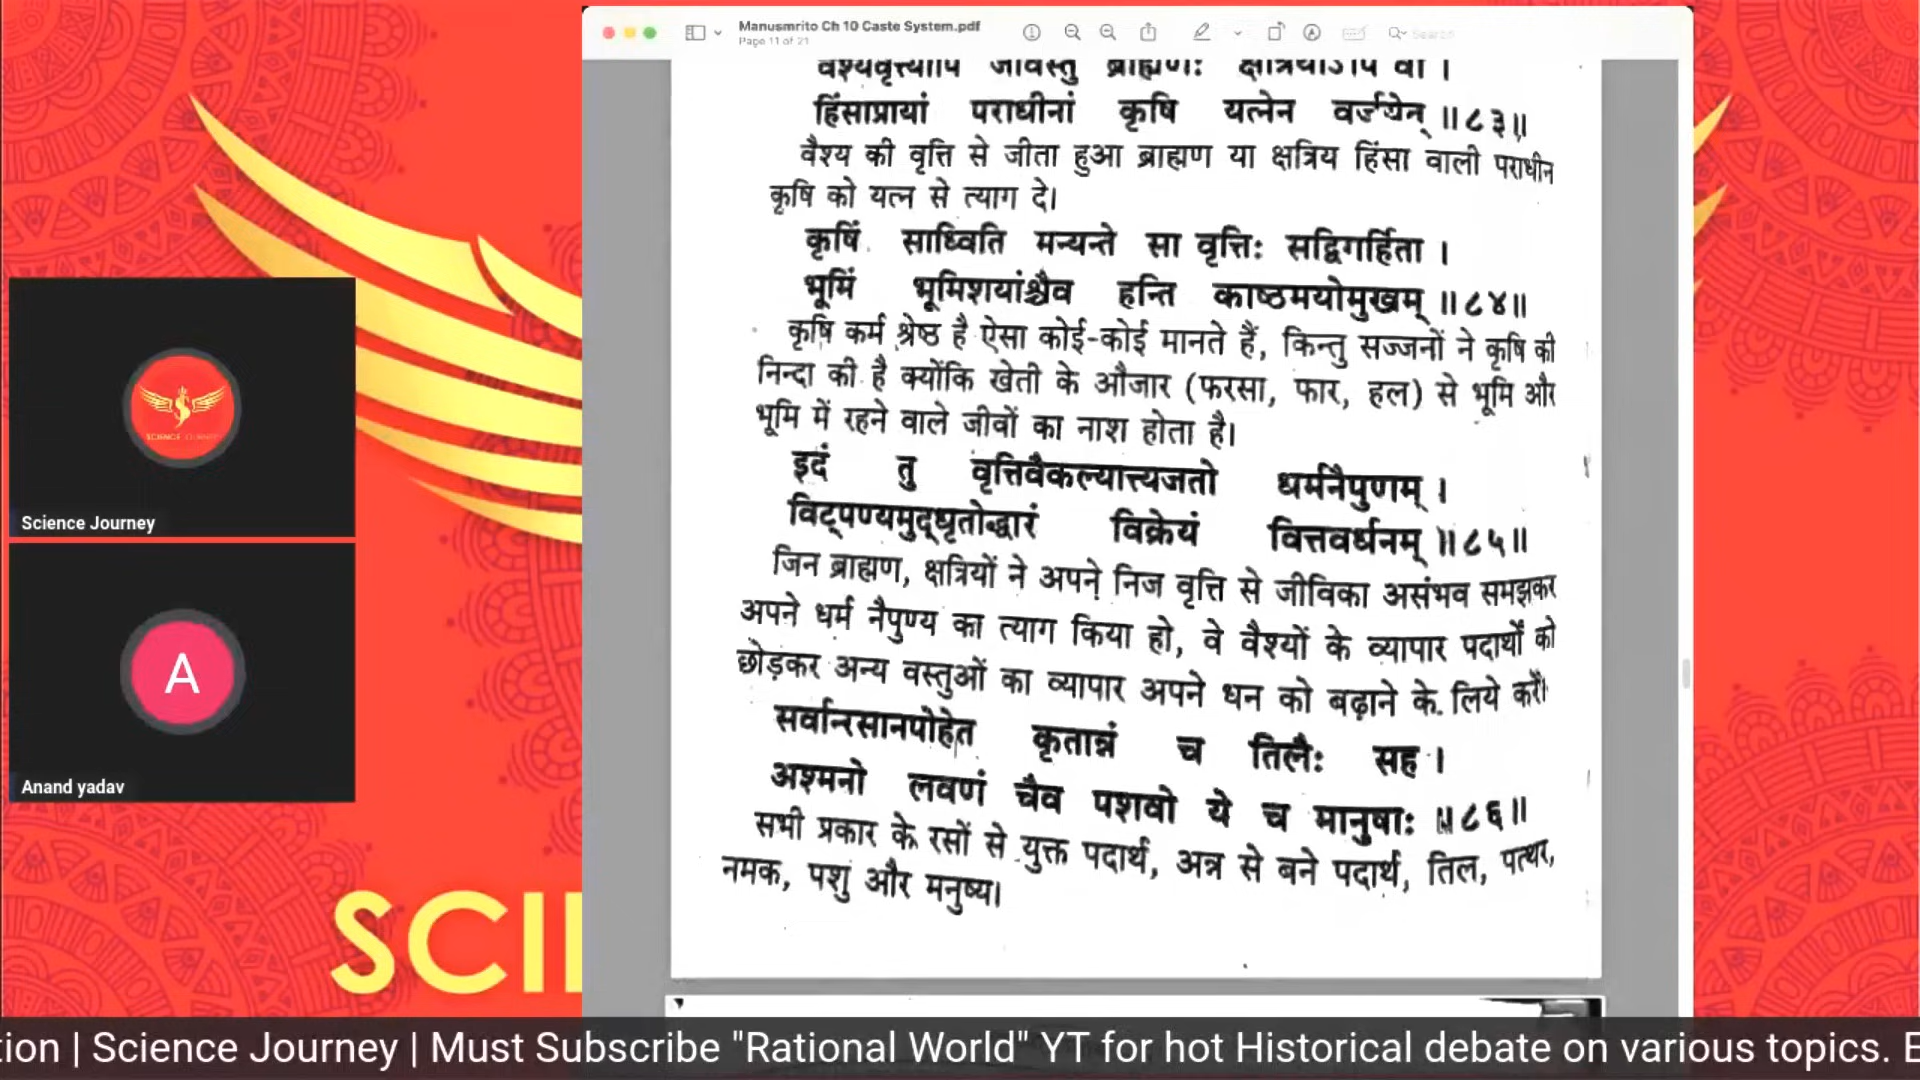 Manusmrito Ch 10 Caste System.pdf
Page 11 of 21
Search
हिंसाप्रायां पराधीनां कृषि यत्नेन वर्जयेन् ॥८३॥
वैश्य की वृत्ति से जीता हुआ ब्राह्मण या क्षत्रिय हिंसा वाली पराधीन
कृषि को यत्न से त्याग दे।
कृषिं साध्विति मन्यन्ते सा वृत्तिः सद्विगर्हिता ।
भूमिं भूमिशयांश्चैव हन्ति काष्ठमयोमुखम् ॥८४॥
कृषि कर्म श्रेष्ठ है ऐसा कोई-कोई मानते हैं, किन्तु सज्जनों ने कृषि की
निन्दा की है क्योंकि खेती के औजार (फरसा, फार, हल) से भूमि और
भूमि में रहने वाले जीवों का नाश होता है।
इदं तु वृत्तिवैकल्यात्त्यजतो धर्मनैपुणम् ।
विट्पण्यमुद्धृतोद्धारं विक्रेयं वित्तवर्धनम् ॥८५॥
जिन ब्राह्मण, क्षत्रियों ने अपने निज वृत्ति से जीविका असंभव समझकर
अपने धर्म नैपुण्य का त्याग किया हो, वे वैश्यों के व्यापार पदार्थों को
छोड़कर अन्य वस्तुओं का व्यापार अपने धन को बढ़ाने के लिये करें।
सर्वान्रसानपोहेत कृतान्नं च तिलैः सह ।
अश्मनो लवणं चैव पशवो ये च मानुषाः ॥८६॥
सभी प्रकार के रसों से युक्त पदार्थ, अन्न से बने पदार्थ, तिल, पत्थर,
नमक, पशु और मनुष्य।
SCIENCE JOURNEY
Science Journey
A
Anand yadav
SCI
tion | Science Journey | Must Subscribe "Rational World" YT for hot Historical debate on various topics. E